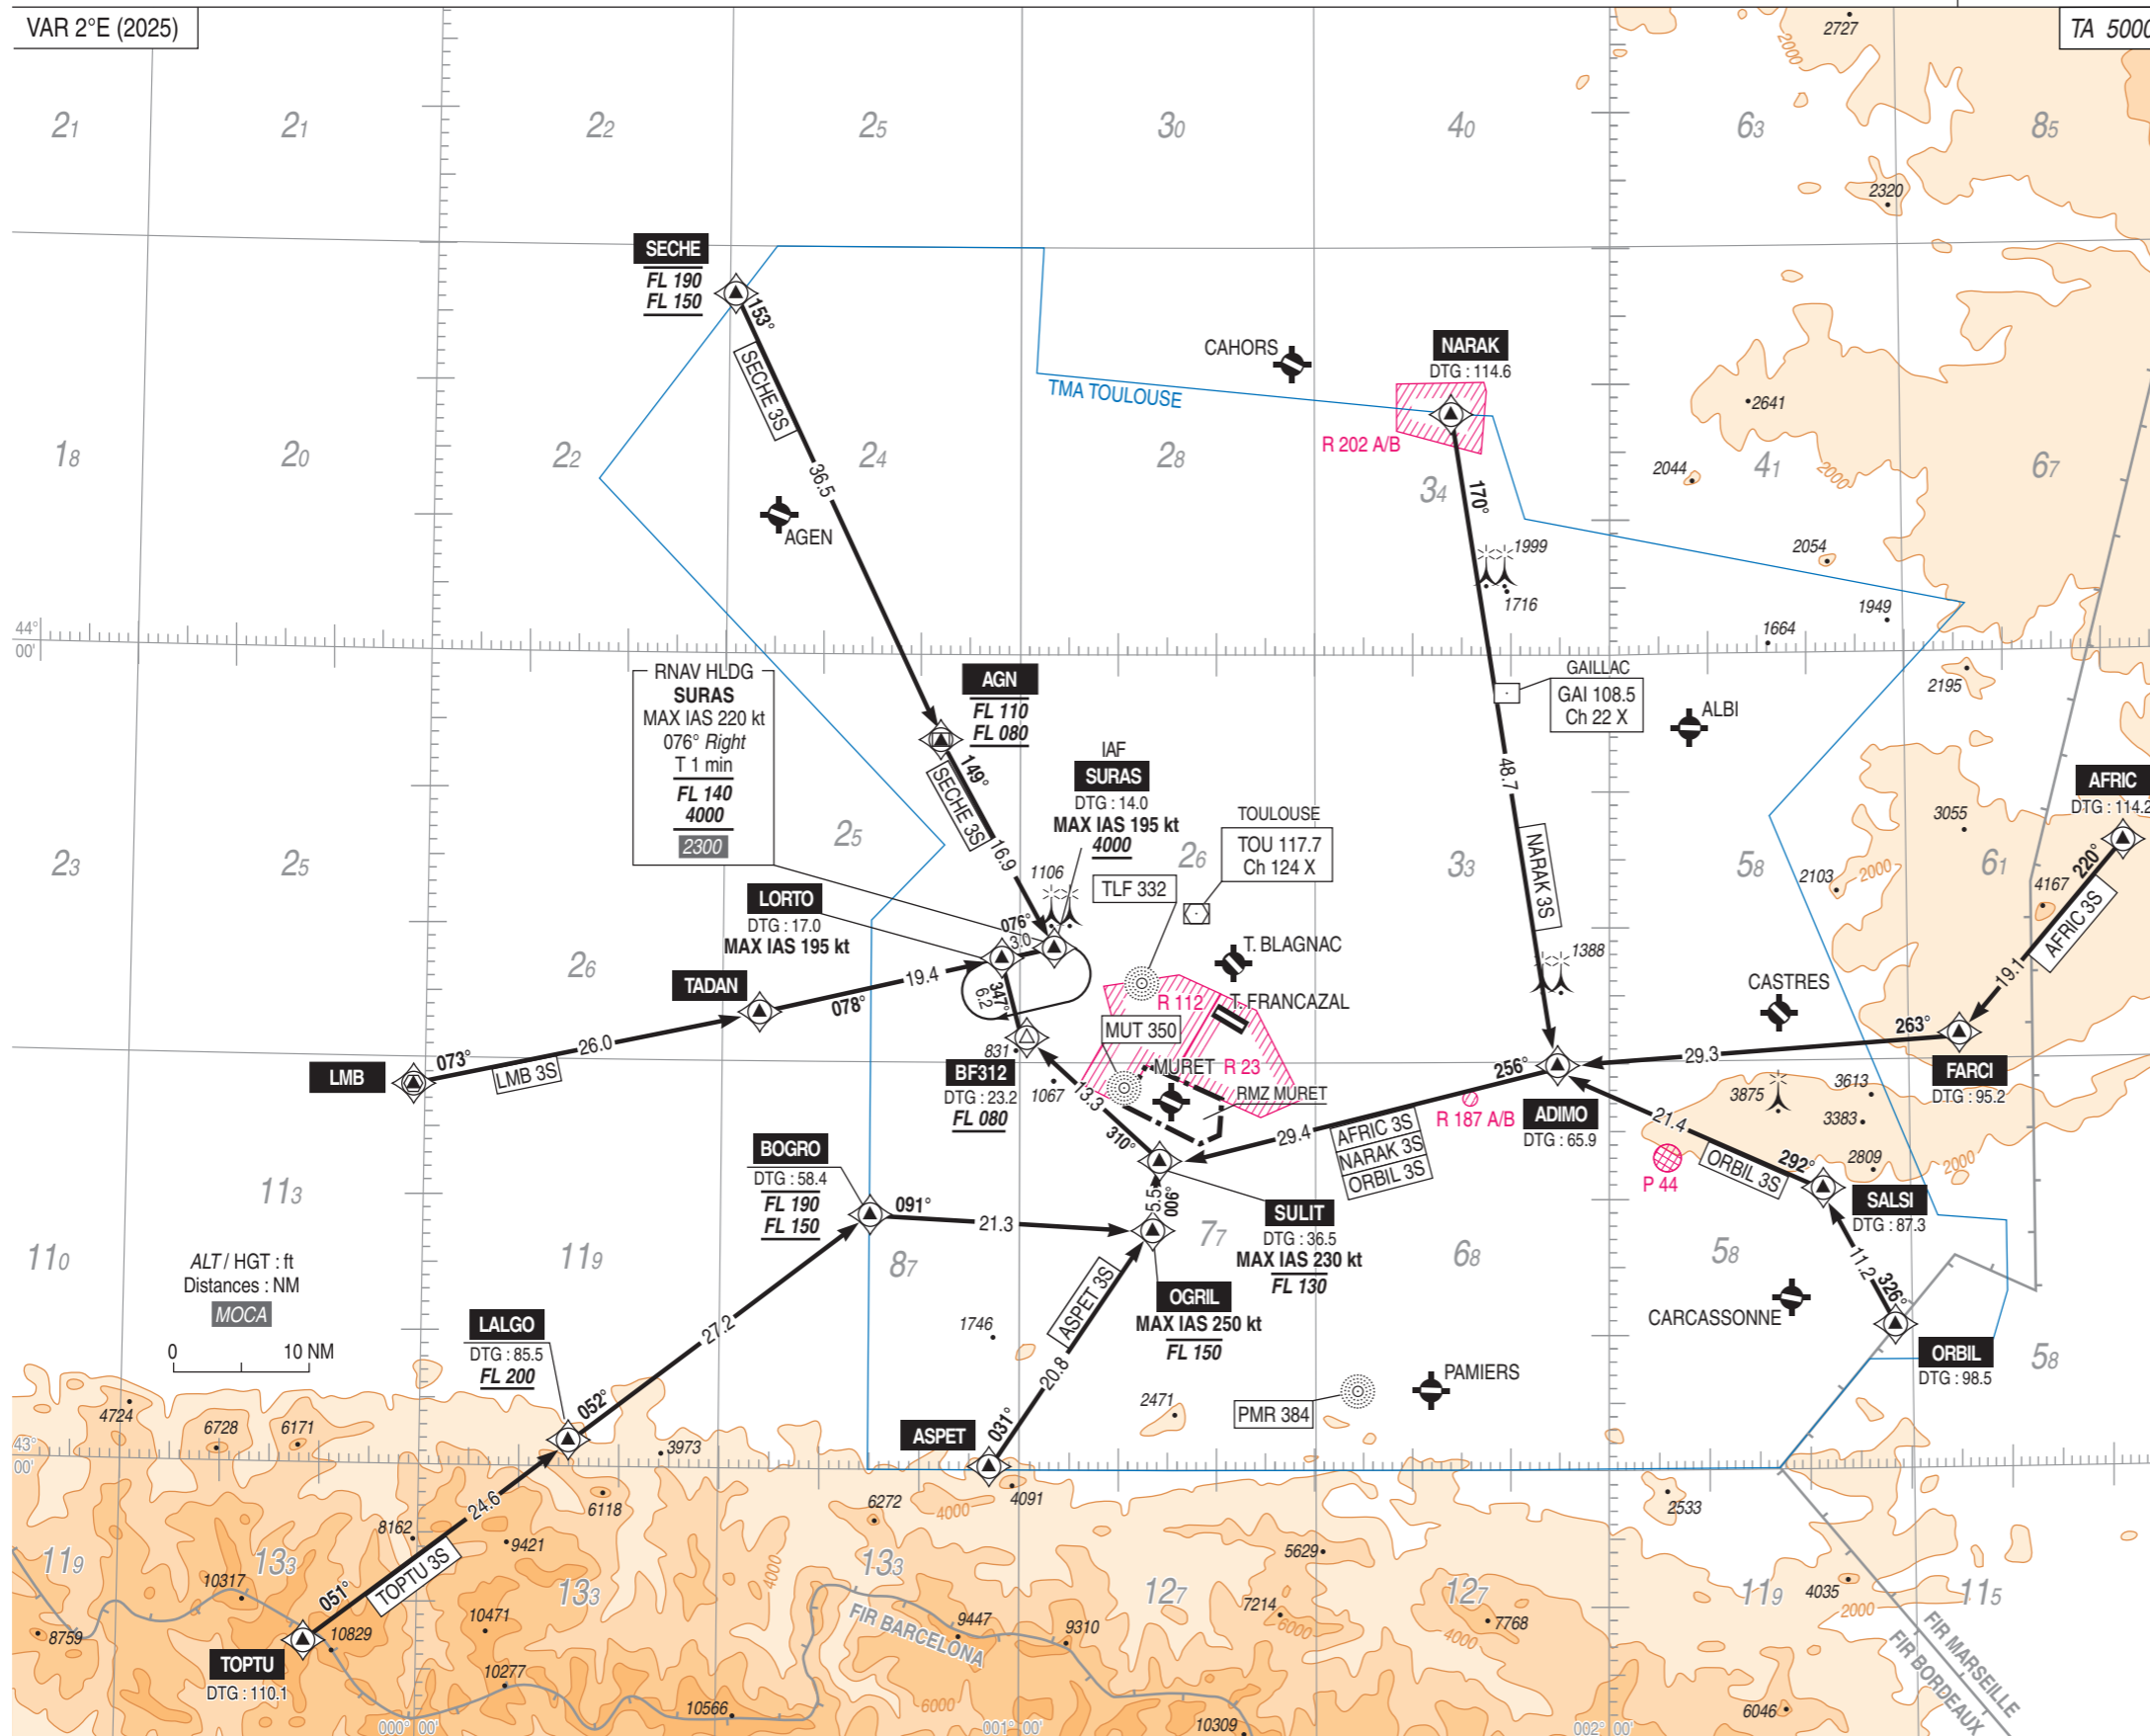 VAR 2°E (2025)
TA 5000
2727
2000
21
21
22
25
30
40
63
85
2320
SECHE
FL 190
FL 150
153°
SECHE 3S
36.5
CAHORS
TMA TOULOUSE
NARAK
DTG : 114.6
R 202 A/B
170°
2641
2044
2000
18
20
22
24
28
34
41
67
AGEN
1999
1716
2054
1949
1664
44°
00'
RNAV HLDG
SURAS
MAX IAS 220 kt
076° Right
T 1 min
FL 140
4000
2300
AGN
FL 110
FL 080
149°
SECHE 3S
16.9
IAF
SURAS
DTG : 14.0
MAX IAS 195 kt
4000
GAILLAC
GAI 108.5
Ch 22 X
ALBI
2195
48.7
NARAK 3S
AFRIC
DTG : 114.2
220°
AFRIC 3S
19.1
3055
2000
2103
4167
TOULOUSE
TOU 117.7
Ch 124 X
TLF 332
23
25
25
26
33
58
61
1106
LORTO
DTG : 17.0
MAX IAS 195 kt
076°
3.0
347°
6.2
26
TADAN
19.4
078°
T. BLAGNAC
R 112
T. FRANCAZAL
1388
CASTRES
MUT 350
LMB
073°
26.0
LMB 3S
831
BF312
DTG : 23.2
FL 080
1067
13.3
310°
MURET
R 23
RMZ MURET
256°
263°
29.3
FARCI
DTG : 95.2
ADIMO
DTG : 65.9
R 187 A/B
29.4
AFRIC 3S
NARAK 3S
ORBIL 3S
3875
3613
3383
2809
2000
21.4
ORBIL 3S
292°
P 44
SALSI
DTG : 87.3
BOGRO
DTG : 58.4
FL 190
FL 150
091°
21.3
5.5
006°
SULIT
DTG : 36.5
MAX IAS 230 kt
FL 130
OGRIL
MAX IAS 250 kt
FL 150
113
110
119
87
77
68
58
58
ALT / HGT : ft
Distances : NM
MOCA
0 10 NM
LALGO
DTG : 85.5
FL 200
27.2
052°
1746
ASPET 3S
20.8
031°
ASPET
11.2
326°
CARCASSONNE
ORBIL
DTG : 98.5
2471
PMR 384
PAMIERS
4724
6728
6171
3973
43°
00'
6118
6272
4000
4091
2533
24.6
8162
9421
TOPTU 3S
051°
TOPTU
DTG : 110.1
119
133
133
133
127
127
119
115
10317
8759
10829
10471
10277
10566
4000
FIR BARCELONA
9447
9310
6000
5629
7214
6000
7768
4000
10309
4035
2000
6046
FIR MARSEILLE
FIR BORDEAUX
000° 00'
001° 00'
002° 00'